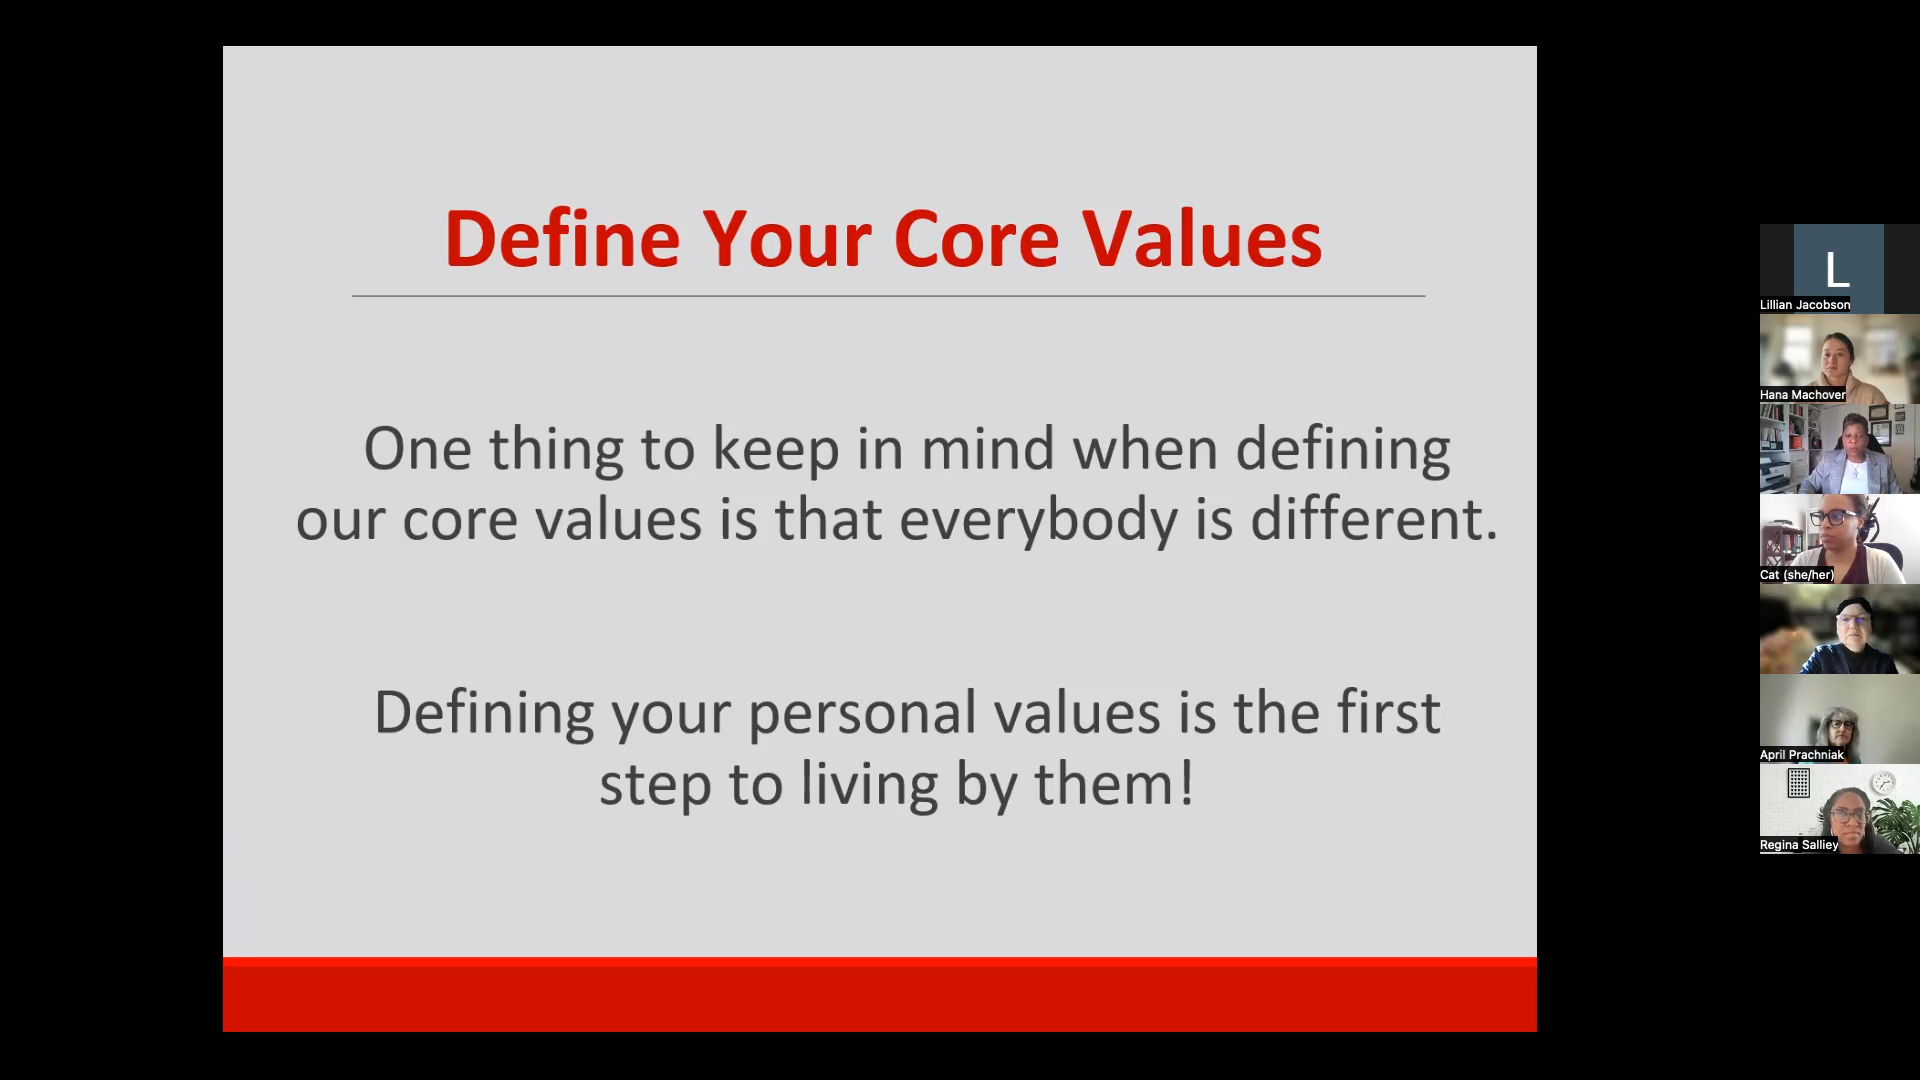 Define Your Core Values
One thing to keep in mind when defining
our core values is that everybody is different.
Defining your personal values is the first
step to living by them!
L
Lillian Jacobson
Hana Machover
Cat (she/her)
April Prachniak
Regina Salliey